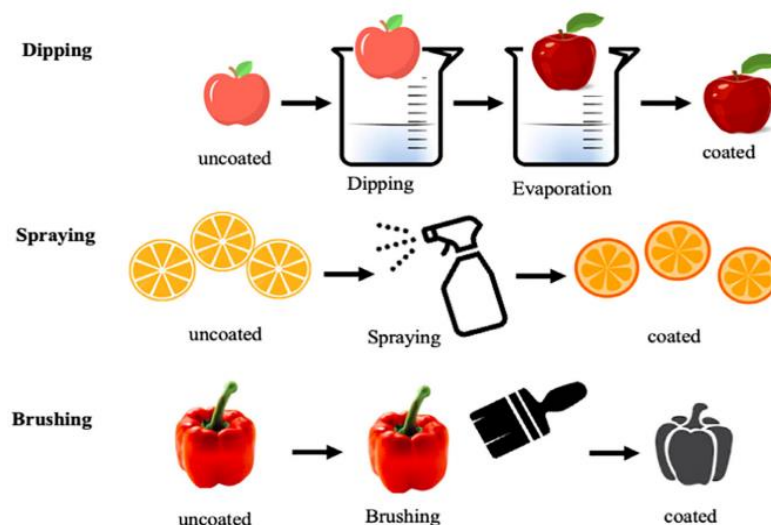 Dipping
uncoated
Dipping
Evaporation
coated
Spraying
uncoated
Spraying
coated
Brushing
uncoated
Brushing
coated